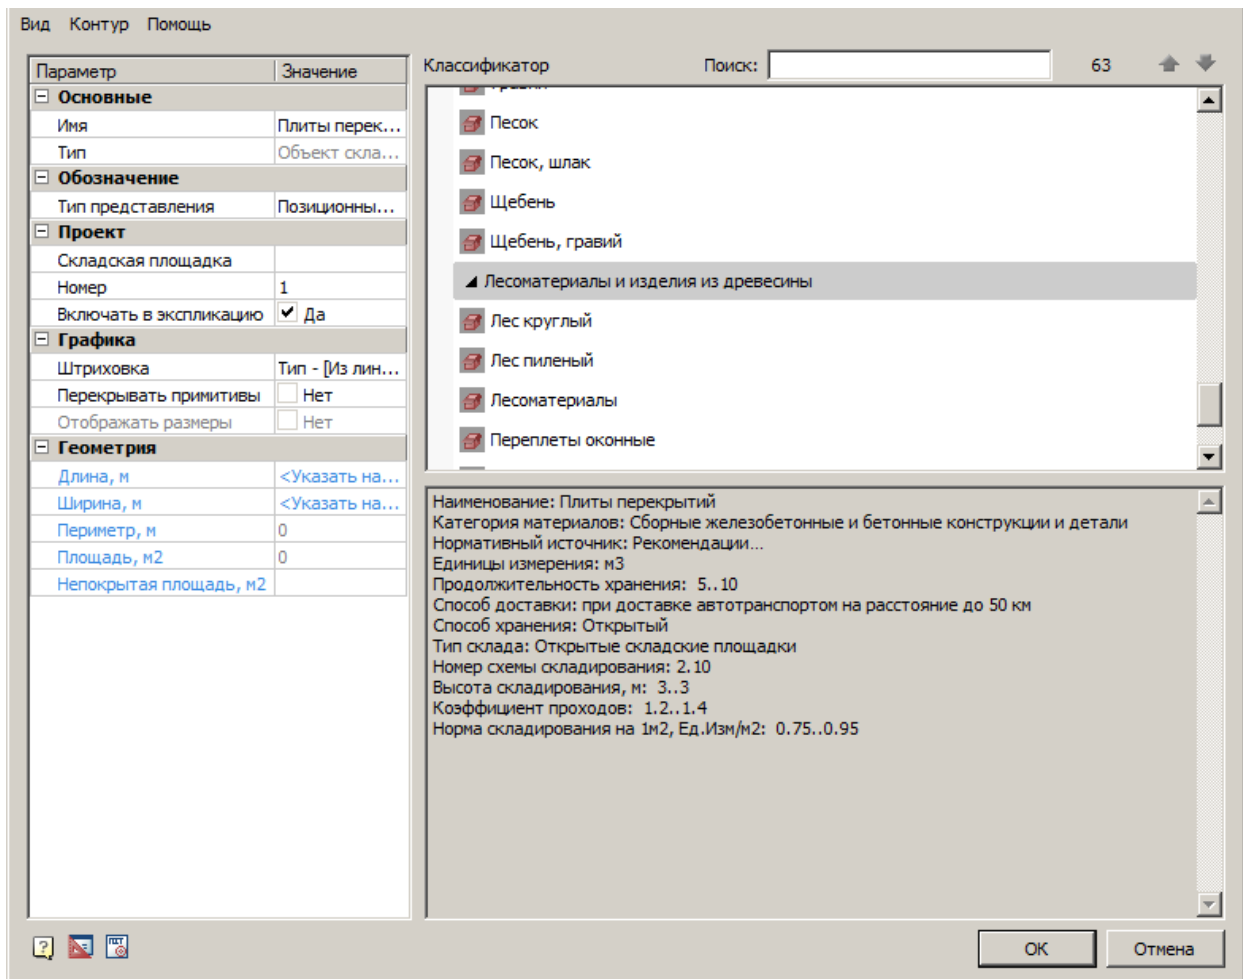 Вид Контур Помощь
Параметр Значение
Основные
Имя Плиты перек...
Тип Объект скла...
Обозначение
Тип представления Позиционны...
Проект
Складская площадка
Номер 1
Включать в экспликацию Да
Графика
Штриховка Тип - [Из лин...
Перекрывать примитивы Нет
Отображать размеры Нет
Геометрия
Длина, м <Указать на...
Ширина, м <Указать на...
Периметр, м 0
Площадь, м2 0
Непокрытая площадь, м2
Классификатор Поиск: 63
Песок
Песок, шлак
Щебень
Щебень, гравий
Лесоматериалы и изделия из древесины
Лес круглый
Лес пиленый
Лесоматериалы
Переплеты оконные
Наименование: Плиты перекрытий
Категория материалов: Сборные железобетонные и бетонные конструкции и детали
Нормативный источник: Рекомендации...
Единицы измерения: м3
Продолжительность хранения: 5..10
Способ доставки: при доставке автотранспортом на расстояние до 50 км
Способ хранения: Открытый
Тип склада: Открытые складские площадки
Номер схемы складирования: 2.10
Высота складирования, м: 3..3
Коэффициент проходов: 1.2..1.4
Норма складирования на 1м2, Ед.Изм/м2: 0.75..0.95
ОК Отмена